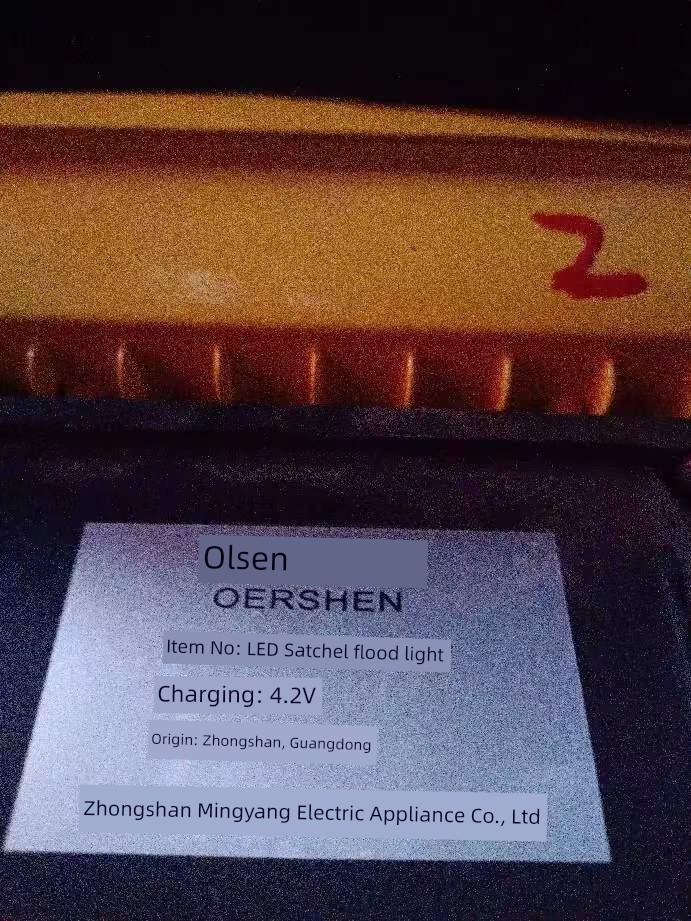 2
Olsen
OERSHEN
Item No: LED Satchel flood light
Charging: 4.2V
Origin: Zhongshan, Guangdong
Zhongshan Mingyang Electric Appliance Co., Ltd